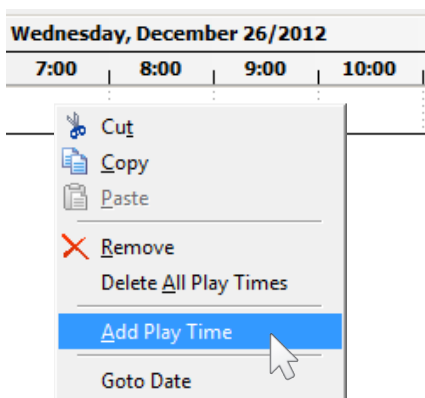 Wednesday, December 26/2012
7:00 8:00 9:00 10:00
Cut
Copy
Paste
Remove
Delete All Play Times
Add Play Time
Goto Date